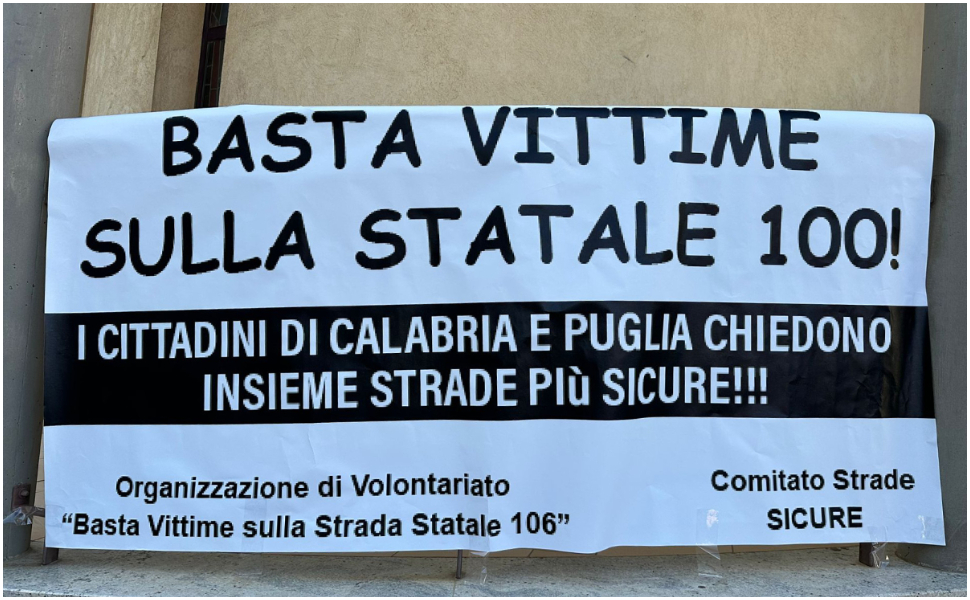 BASTA VITTIME
SULLA STATALE 100!
I CITTADINI DI CALABRIA E PUGLIA CHIEDONO
INSIEME STRADE PIù SICURE!!!
Organizzazione di Volontariato
“Basta Vittime sulla Strada Statale 106”
Comitato Strade
SICURE